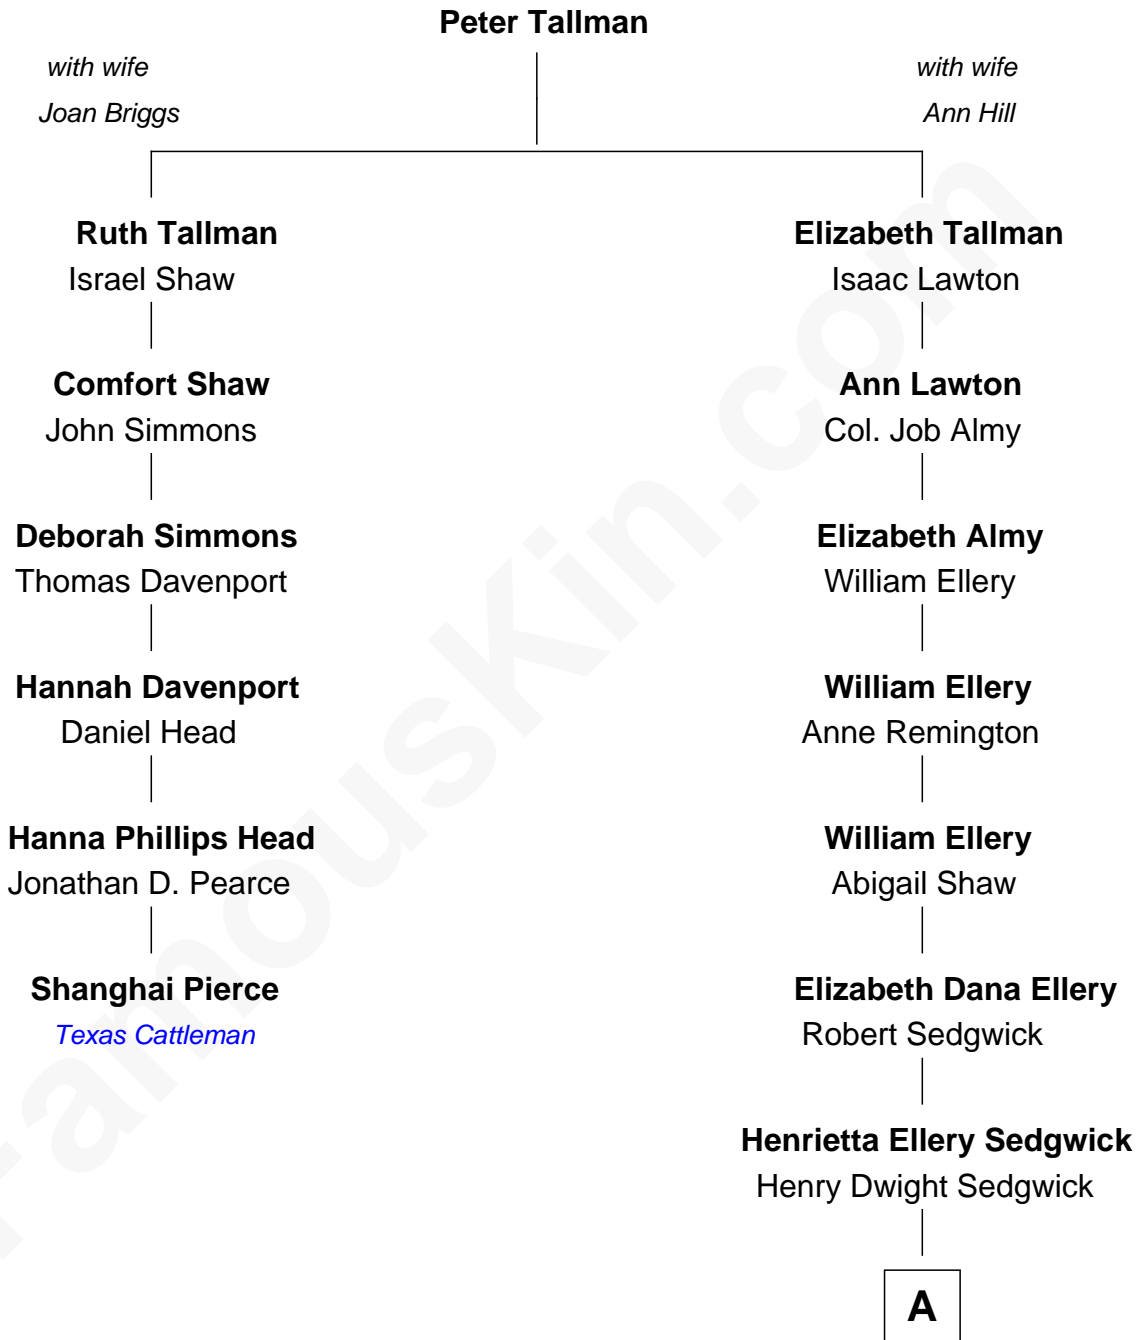 Peter Tallman
with wife
Joan Briggs
with wife
Ann Hill
Ruth Tallman
Israel Shaw
Elizabeth Tallman
Isaac Lawton
Comfort Shaw
John Simmons
Ann Lawton
Col. Job Almy
Deborah Simmons
Thomas Davenport
Elizabeth Almy
William Ellery
Hannah Davenport
Daniel Head
William Ellery
Anne Remington
Hanna Phillips Head
Jonathan D. Pearce
William Ellery
Abigail Shaw
Shanghai Pierce
Texas Cattleman
Elizabeth Dana Ellery
Robert Sedgwick
Henrietta Ellery Sedgwick
Henry Dwight Sedgwick
A
FamousKin.com